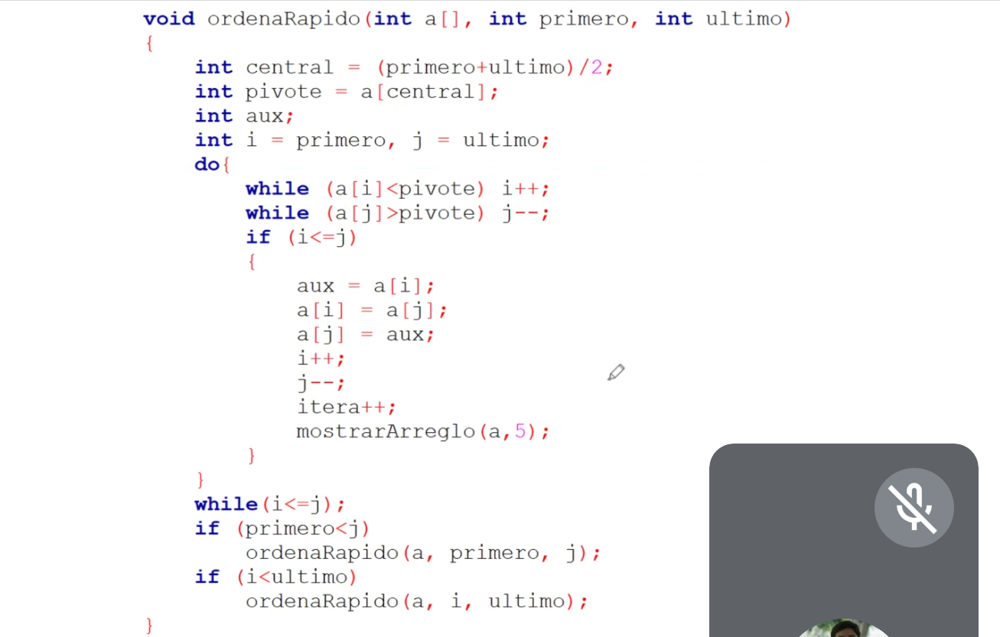 void ordenaRapido(int a[], int primero, int ultimo)
{
int central = (primero+ultimo)/2;
int pivote = a[central];
int aux;
int i = primero, j = ultimo;
do{
while (a[i]<pivote) i++;
while (a[j]>pivote) j--;
if (i<=j)
{
aux = a[i];
a[i] = a[j];
a[j] = aux;
i++;
j--;
itera++;
mostrarArreglo(a,5);
}
}
while(i<=j);
if (primero<j)
ordenaRapido(a, primero, j);
if (i<ultimo)
ordenaRapido(a, i, ultimo);
}